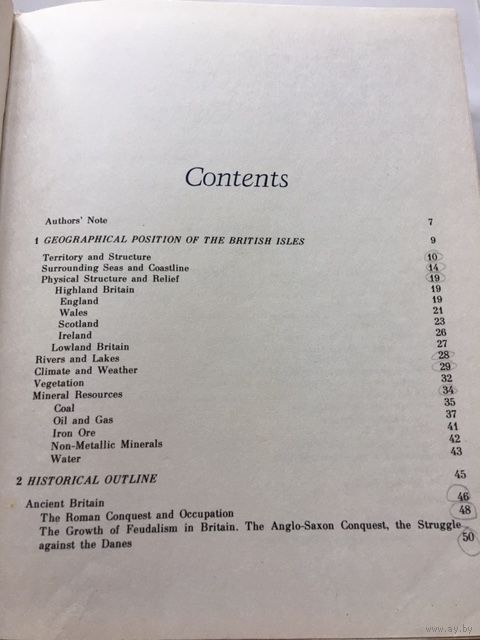 Contents
Authors' Note 7
1 GEOGRAPHICAL POSITION OF THE BRITISH ISLES 9
Territory and Structure 10
Surrounding Seas and Coastline 14
Physical Structure and Relief 19
Highland Britain 19
England 19
Wales 21
Scotland 23
Ireland 26
Lowland Britain 27
Rivers and Lakes 28
Climate and Weather 29
Vegetation 32
Mineral Resources 34
Coal 35
Oil and Gas 37
Iron Ore 41
Non-Metallic Minerals 42
Water 43
2 HISTORICAL OUTLINE 45
Ancient Britain 46
The Roman Conquest and Occupation 48
The Growth of Feudalism in Britain. The Anglo-Saxon Conquest, the Struggle
against the Danes 50
www.ay.by